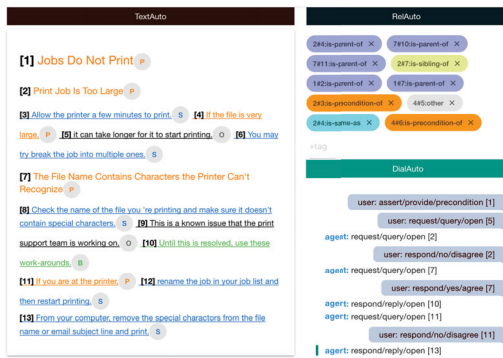 TextAuto
[1] Jobs Do Not Print P
[2] Print Job Is Too Large P
[3] Allow the printer a few minutes to print. S [4] If the file is very
large, P [5] it can take longer for it to start printing. O [6] You may
try break the job into multiple ones. S
[7] The File Name Contains Characters the Printer Can't
Recognize P
[8] Check the name of the file you 're printing and make sure it doesn't
contain special characters. S [9] This is a known issue that the print
support team is working on. O [10] Until this is resolved, use these
work-arounds. B
[11] If you are at the printer, P [12] rename the job in your job list and
then restart printing. S
[13] From your computer, remove the special charactors from the file
name or email subject line and print. S
RelAuto
2#4:is-parent-of ✕ 7#10:is-parent-of ✕
7#11:is-parent-of ✕ 2#7:is-sibling-of ✕
1#2:is-parent-of ✕ 1#7:is-parent-of ✕
2#3:is-precondition-of ✕ 4#5:other ✕
2#4:is-same-as ✕ 4#6:is-precondition-of ✕
+tag
DialAuto
user: assert/provide/precondition [1]
user: request/query/open [5]
agent: request/query/open [2]
user: respond/no/disagree [2]
agent: request/query/open [7]
user: respond/yes/agree [7]
agent: respond/reply/open [10]
agent: request/query/open [11]
user: respond/no/disagree [11]
agent: respond/reply/open [13]